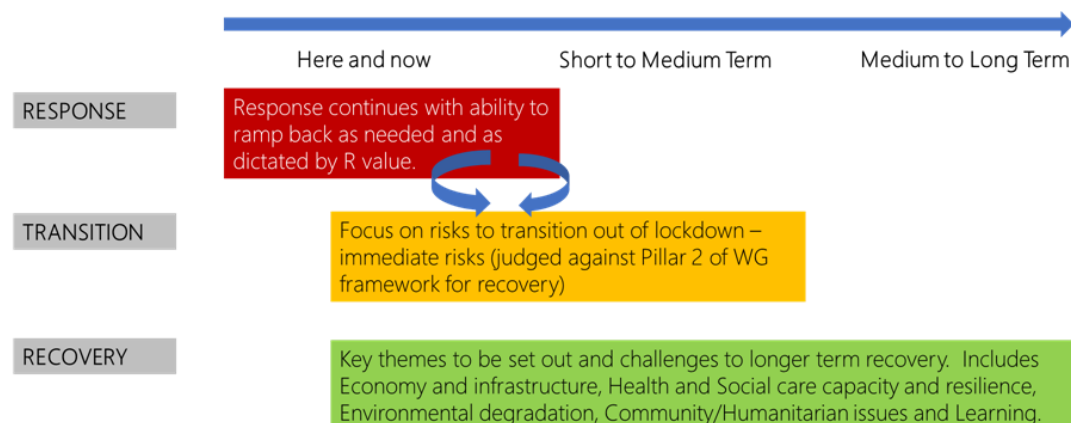 Here and now
Short to Medium Term
Medium to Long Term
RESPONSE
Response continues with ability to
ramp back as needed and as
dictated by R value.
TRANSITION
Focus on risks to transition out of lockdown –
immediate risks (judged against Pillar 2 of WG
framework for recovery)
RECOVERY
Key themes to be set out and challenges to longer term recovery.  Includes
Economy and infrastructure, Health and Social care capacity and resilience,
Environmental degradation, Community/Humanitarian issues and Learning.